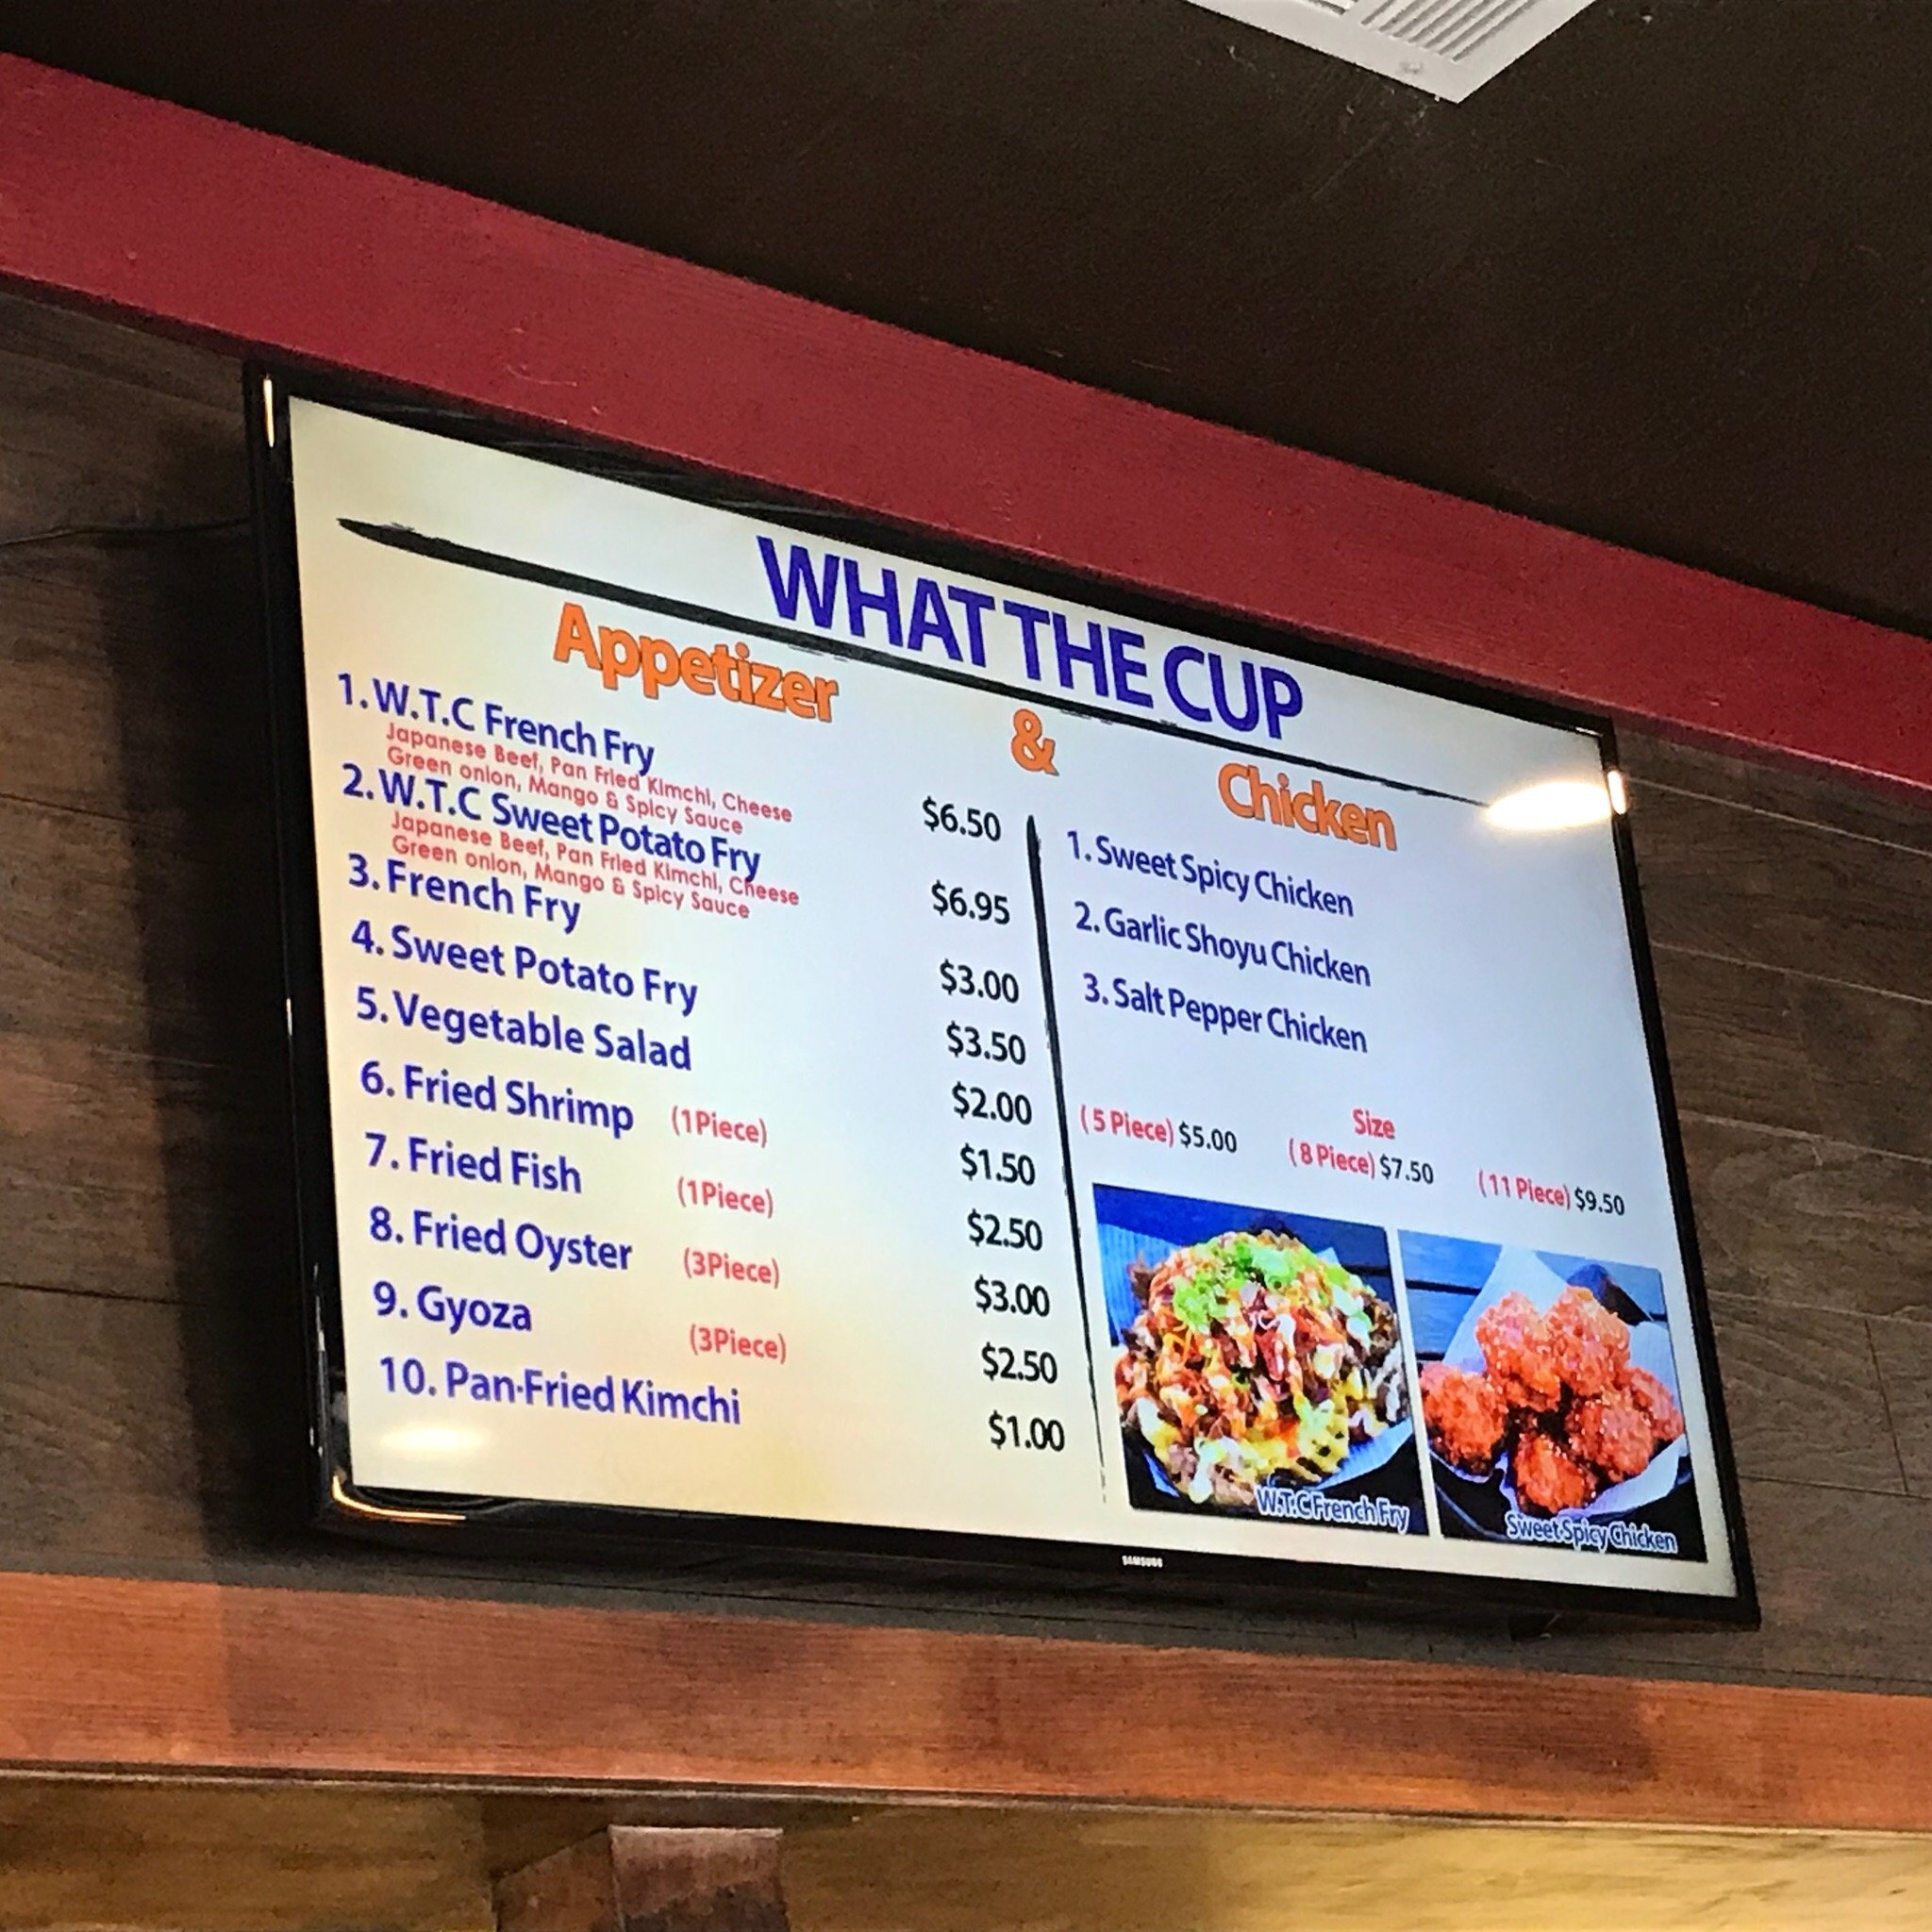 WHAT THE CUP
Appetizer & Chicken
1. W.T.C French Fry $6.50
Japanese Beef, Pan Fried Kimchi, Cheese
Green onion, Mango & Spicy Sauce
2. W.T.C Sweet Potato Fry $6.95
Japanese Beef, Pan Fried Kimchi, Cheese
Green onion, Mango & Spicy Sauce
3. French Fry $3.00
4. Sweet Potato Fry $3.50
5. Vegetable Salad $2.00
6. Fried Shrimp (1Piece) $1.50
7. Fried Fish (1Piece) $2.50
8. Fried Oyster (3Piece) $3.00
9. Gyoza (3Piece) $2.50
10. Pan-Fried Kimchi $1.00
1. Sweet Spicy Chicken
2. Garlic Shoyu Chicken
3. Salt Pepper Chicken
Size
( 5 Piece) $5.00 ( 8 Piece) $7.50 ( 11 Piece) $9.50
W.T.C French Fry
Sweet Spicy Chicken
SAMSUNG